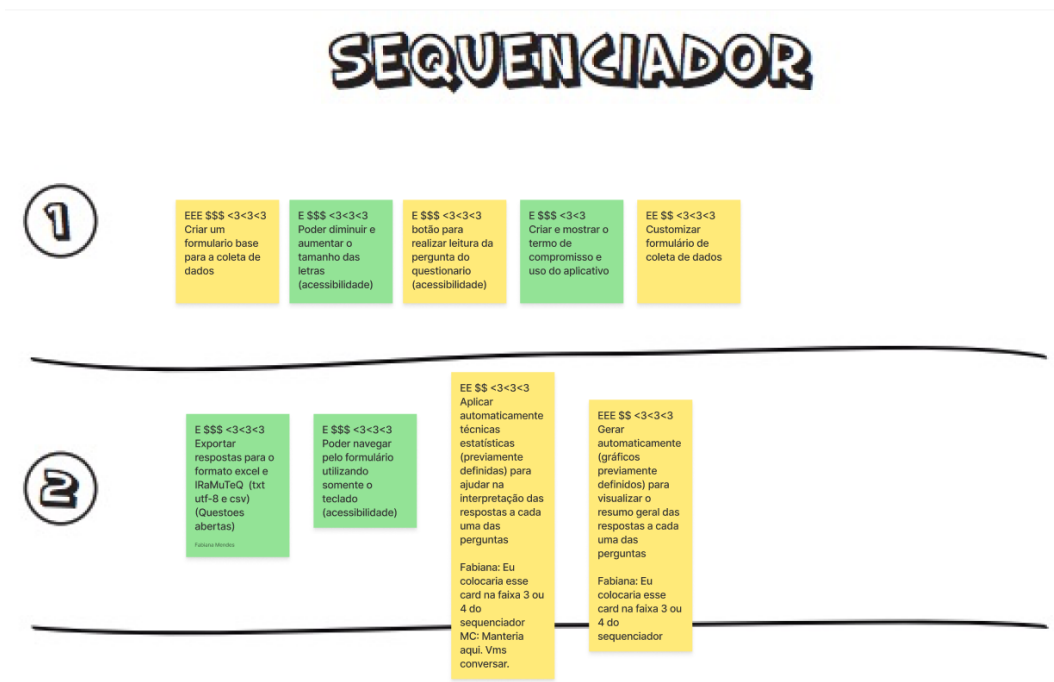 SEQUENCIADOR
1
EEE $$$ <3<3<3
Criar um
formulario base
para a coleta de
dados
E $$$ <3<3<3
Poder diminuir e
aumentar o
tamanho das
letras
(acessibilidade)
E $$$ <3<3<3
botão para
realizar leitura da
pergunta do
questionario
(acessibilidade)
E $$$ <3<3
Criar e mostrar o
termo de
compromisso e
uso do aplicativo
EE $$ <3<3<3
Customizar
formulário de
coleta de dados
2
E $$$ <3<3<3
Exportar
respostas para o
formato excel e
IRaMuTeQ (txt
utf-8 e csv)
(Questoes
abertas)
Fabiana Mendes
E $$$ <3<3<3
Poder navegar
pelo formulário
utilizando
somente o
teclado
(acessibilidade)
EE $$ <3<3<3
Aplicar
automaticamente
técnicas
estatísticas
(previamente
definidas) para
ajudar na
interpretação das
respostas a cada
uma das
perguntas
Fabiana: Eu
colocaria esse
card na faixa 3 ou
4 do
sequenciador
MC: Manteria
aqui. Vms
conversar.
EEE $$ <3<3<3
Gerar
automaticamente
(gráficos
previamente
definidos) para
visualizar o
resumo geral das
respostas a cada
uma das
perguntas
Fabiana: Eu
colocaria esse
card na faixa 3 ou
4 do
sequenciador